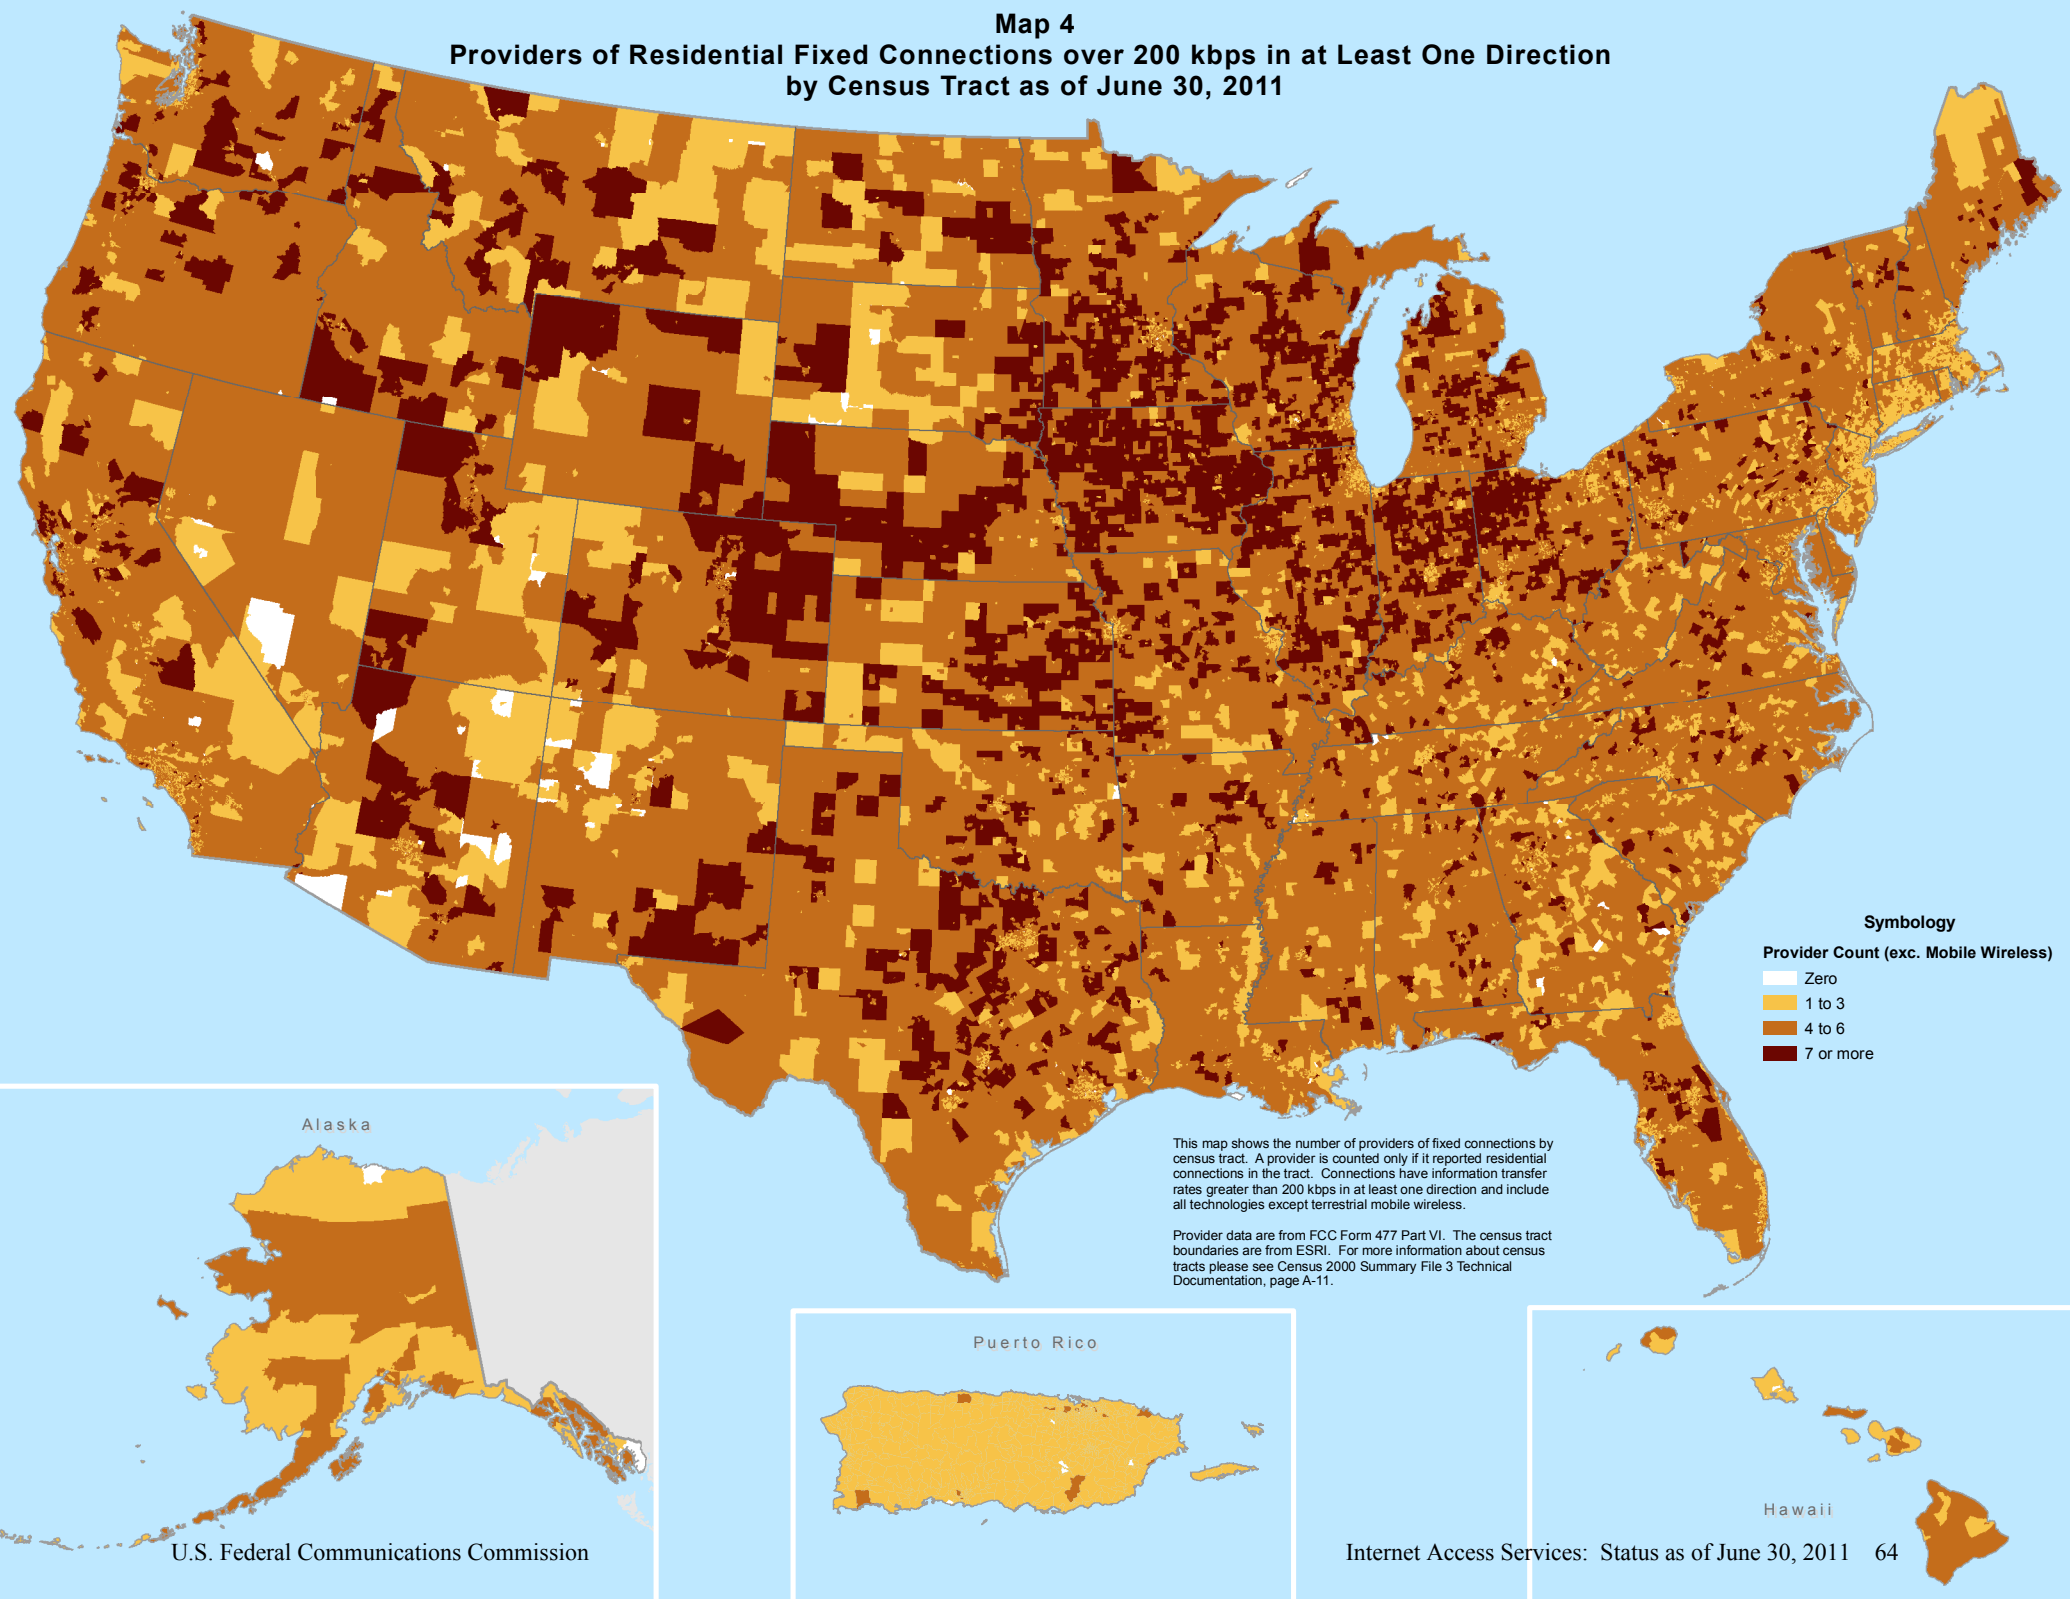 Map 4
Providers of Residential Fixed Connections over 200 kbps in at Least One Direction
by Census Tract as of June 30, 2011
Symbology
Provider Count (exc. Mobile Wireless)
Zero
1 to 3
4 to 6
7 or more
This map shows the number of providers of fixed connections by
census tract. A provider is counted only if it reported residential
connections in the tract. Connections have information transfer
rates greater than 200 kbps in at least one direction and include
all technologies except terrestrial mobile wireless.
Provider data are from FCC Form 477 Part VI. The census tract
boundaries are from ESRI. For more information about census
tracts please see Census 2000 Summary File 3 Technical
Documentation, page A-11.
Alaska
Puerto Rico
Hawaii
U.S. Federal Communications Commission
Internet Access Services: Status as of June 30, 2011 64